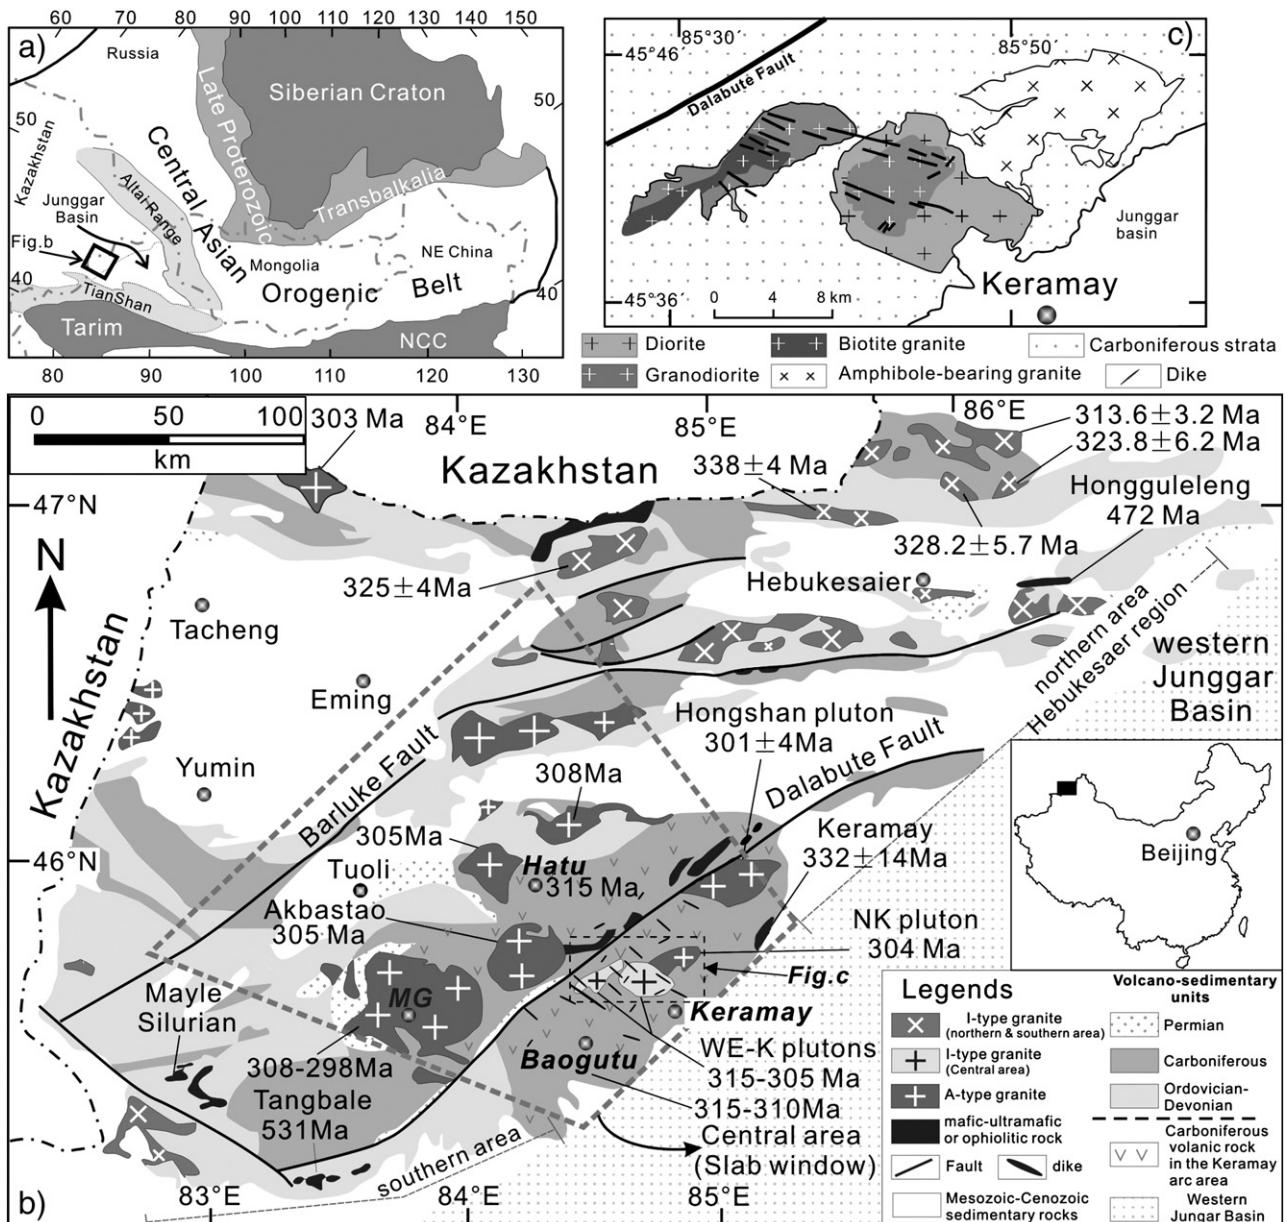 60 70 80 90 100 110 120 130 140 150
a)
Russia
Siberian Craton
Late Proterozoic
Transbalkalia
50
50
Kazakhstan
Central Asian
Orogenic Belt
Altai Range
Junggar
Basin
Fig.b
Mongolia
NE China
40
40
TianShan
Tarim
NCC
80 90 100 110 120 130
c)
85°30′
85°50′
45°46′
45°36′
Dalabute Fault
Junggar
basin
Keramay
0 4 8 km
Diorite
Biotite granite
Carboniferous strata
Granodiorite
Amphibole-bearing granite
Dike
0 50 100
km
303 Ma
84°E
85°E
86°E
Kazakhstan
313.6±3.2 Ma
323.8±6.2 Ma
338±4 Ma
Hongguleleng
472 Ma
47°N
N
328.2±5.7 Ma
325±4Ma
Hebukesaier
Tacheng
Kazakhstan
northern area
Hebukesaer region
western
Junggar
Basin
Eming
Hongshan pluton
301±4Ma
Barluke Fault
Dalabute Fault
Yumin
308Ma
Keramay
332±14Ma
305Ma
46°N
Tuoli
Hatu
315 Ma
Beijing
Akbastao
305 Ma
NK pluton
304 Ma
Fig.c
Mayle
Silurian
MG
Keramay
WE-K plutons
315-305 Ma
Baogutu
308-298Ma
315-310Ma
Tangbale
531Ma
Central area
(Slab window)
southern area
b)
83°E
84°E
85°E
Legends
I-type granite
(northern & southern area)
I-type granite
(Central area)
A-type granite
mafic-ultramafic
or ophiolitic rock
Fault
dike
Mesozoic-Cenozoic
sedimentary rocks
Volcano-sedimentary
units
Permian
Carboniferous
Ordovician-
Devonian
Carboniferous
volanic rock
in the Keramay
arc area
Western
Jungar Basin